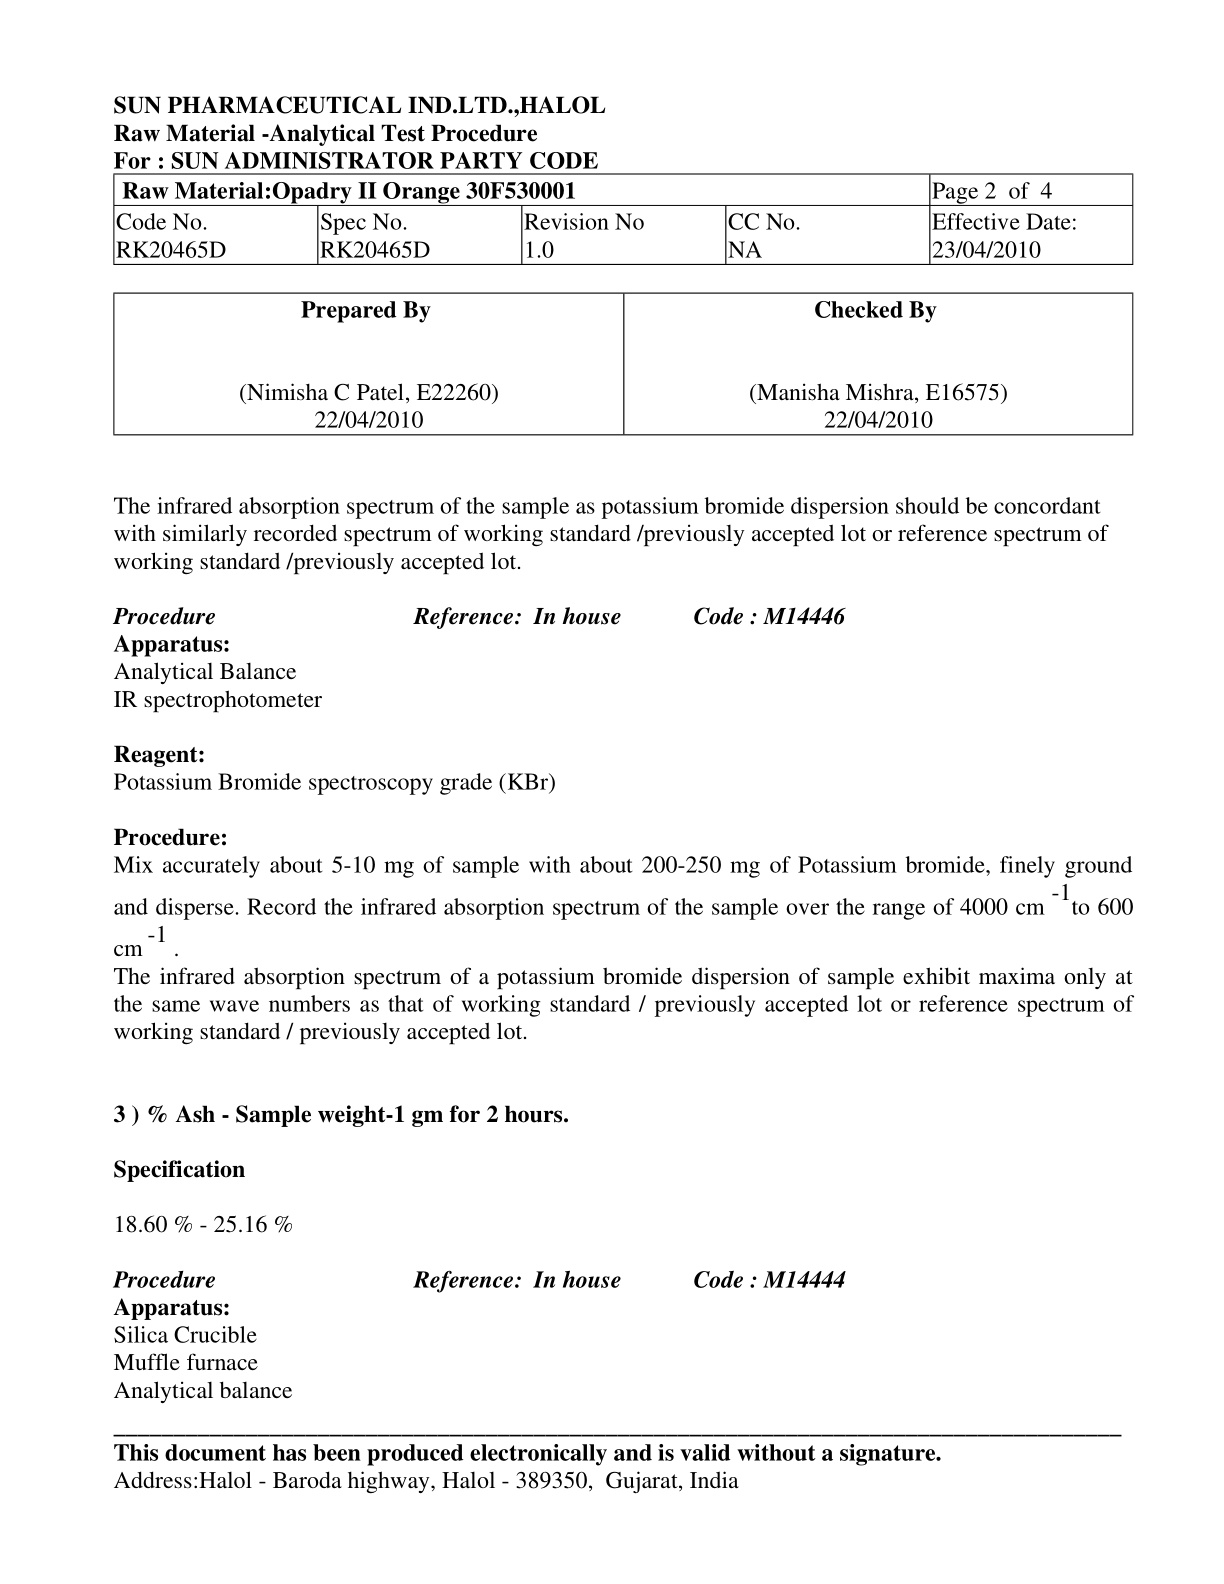 SUN PHARMACEUTICAL IND.LTD.,HALOL
Raw Material -Analytical Test Procedure
For : SUN ADMINISTRATOR PARTY CODE
Raw Material:Opadry II Orange 30F530001 Page 2 of 4
Code No. Spec No. Revision No CC No. Effective Date:
RK20465D RK20465D 1.0 NA 23/04/2010
Prepared By Checked By
(Nimisha C Patel, E22260) (Manisha Mishra, E16575)
22/04/2010 22/04/2010
The infrared absorption spectrum of the sample as potassium bromide dispersion should be concordant
with similarly recorded spectrum of working standard /previously accepted lot or reference spectrum of
working standard /previously accepted lot.
Procedure Reference: In house Code : M14446
Apparatus:
Analytical Balance
IR spectrophotometer
Reagent:
Potassium Bromide spectroscopy grade (KBr)
Procedure:
Mix accurately about 5-10 mg of sample with about 200-250 mg of Potassium bromide, finely ground
and disperse. Record the infrared absorption spectrum of the sample over the range of 4000 cm -1 to 600
cm -1 .
The infrared absorption spectrum of a potassium bromide dispersion of sample exhibit maxima only at
the same wave numbers as that of working standard / previously accepted lot or reference spectrum of
working standard / previously accepted lot.
3 ) % Ash - Sample weight-1 gm for 2 hours.
Specification
18.60 % - 25.16 %
Procedure Reference: In house Code : M14444
Apparatus:
Silica Crucible
Muffle furnace
Analytical balance
This document has been produced electronically and is valid without a signature.
Address:Halol - Baroda highway, Halol - 389350, Gujarat, India